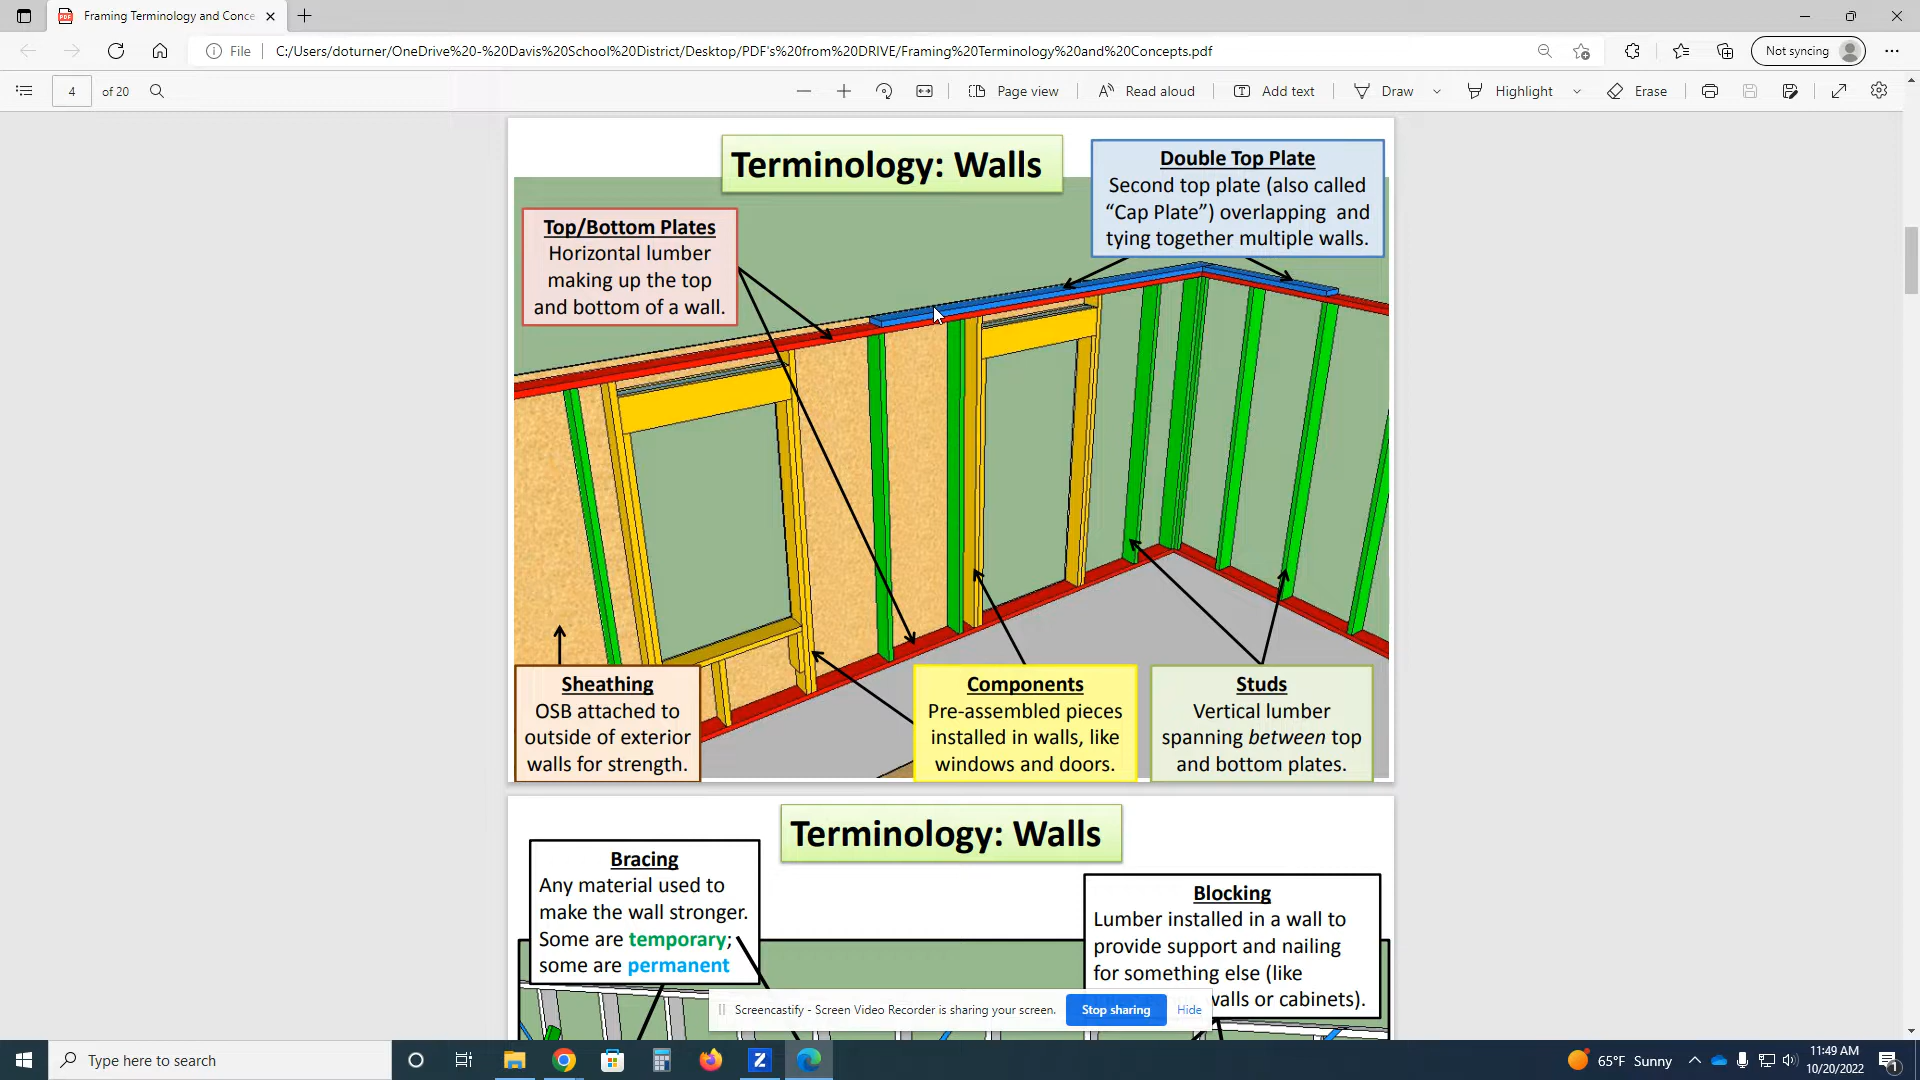 Framing Terminology and Conce
File
C:/Users/doturner/OneDrive%20-%20Davis%20School%20District/Desktop/PDF's%20from%20DRIVE/Framing%20Terminology%20and%20Concepts.pdf
Not syncing
4 of 20
Page view
Read aloud
Add text
Draw
Highlight
Erase
Terminology: Walls
Double Top Plate
Second top plate (also called
“Cap Plate”) overlapping and
tying together multiple walls.
Top/Bottom Plates
Horizontal lumber
making up the top
and bottom of a wall.
Sheathing
OSB attached to
outside of exterior
walls for strength.
Components
Pre-assembled pieces
installed in walls, like
windows and doors.
Studs
Vertical lumber
spanning between top
and bottom plates.
Terminology: Walls
Bracing
Any material used to
make the wall stronger.
Some are temporary;
some are permanent
Blocking
Lumber installed in a wall to
provide support and nailing
for something else (like
walls or cabinets).
Screencastify - Screen Video Recorder is sharing your screen.
Stop sharing
Hide
Type here to search
65°F Sunny
11:49 AM
10/20/2022
1